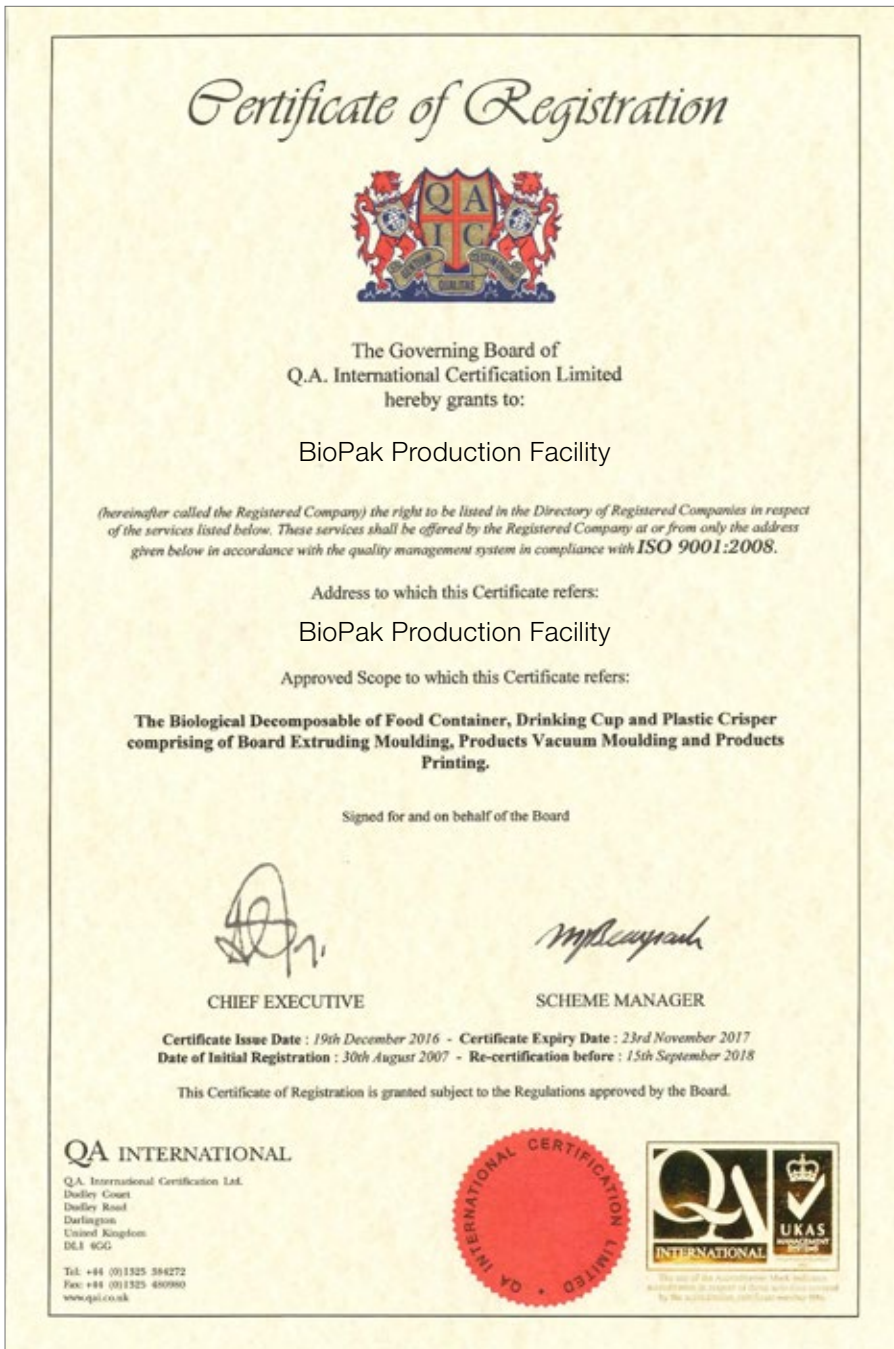 Certificate of Registration
Q A
I C
QUALITAS
The Governing Board of
Q.A. International Certification Limited
hereby grants to:
BioPak Production Facility
(hereinafter called the Registered Company) the right to be listed in the Directory of Registered Companies in respect
of the services listed below. These services shall be offered by the Registered Company at or from only the address
given below in accordance with the quality management system in compliance with ISO 9001:2008.
Address to which this Certificate refers:
BioPak Production Facility
Approved Scope to which this Certificate refers:
The Biological Decomposable of Food Container, Drinking Cup and Plastic Crisper
comprising of Board Extruding Moulding, Products Vacuum Moulding and Products
Printing.
Signed for and on behalf of the Board
CHIEF EXECUTIVE
SCHEME MANAGER
Certificate Issue Date : 19th December 2016 - Certificate Expiry Date : 23rd November 2017
Date of Initial Registration : 30th August 2007 - Re-certification before : 15th September 2018
This Certificate of Registration is granted subject to the Regulations approved by the Board.
QA INTERNATIONAL
Q.A. International Certification Ltd.
Dudley Court
Dudley Road
Darlington
United Kingdom
DL1 4GG
Tel: +44 (0)1325
Fax: +44 (0)1325 480980
www.qai.co.uk
QA INTERNATIONAL CERTIFICATION LIMITED
QA
INTERNATIONAL
UKAS
MANAGEMENT
SYSTEMS